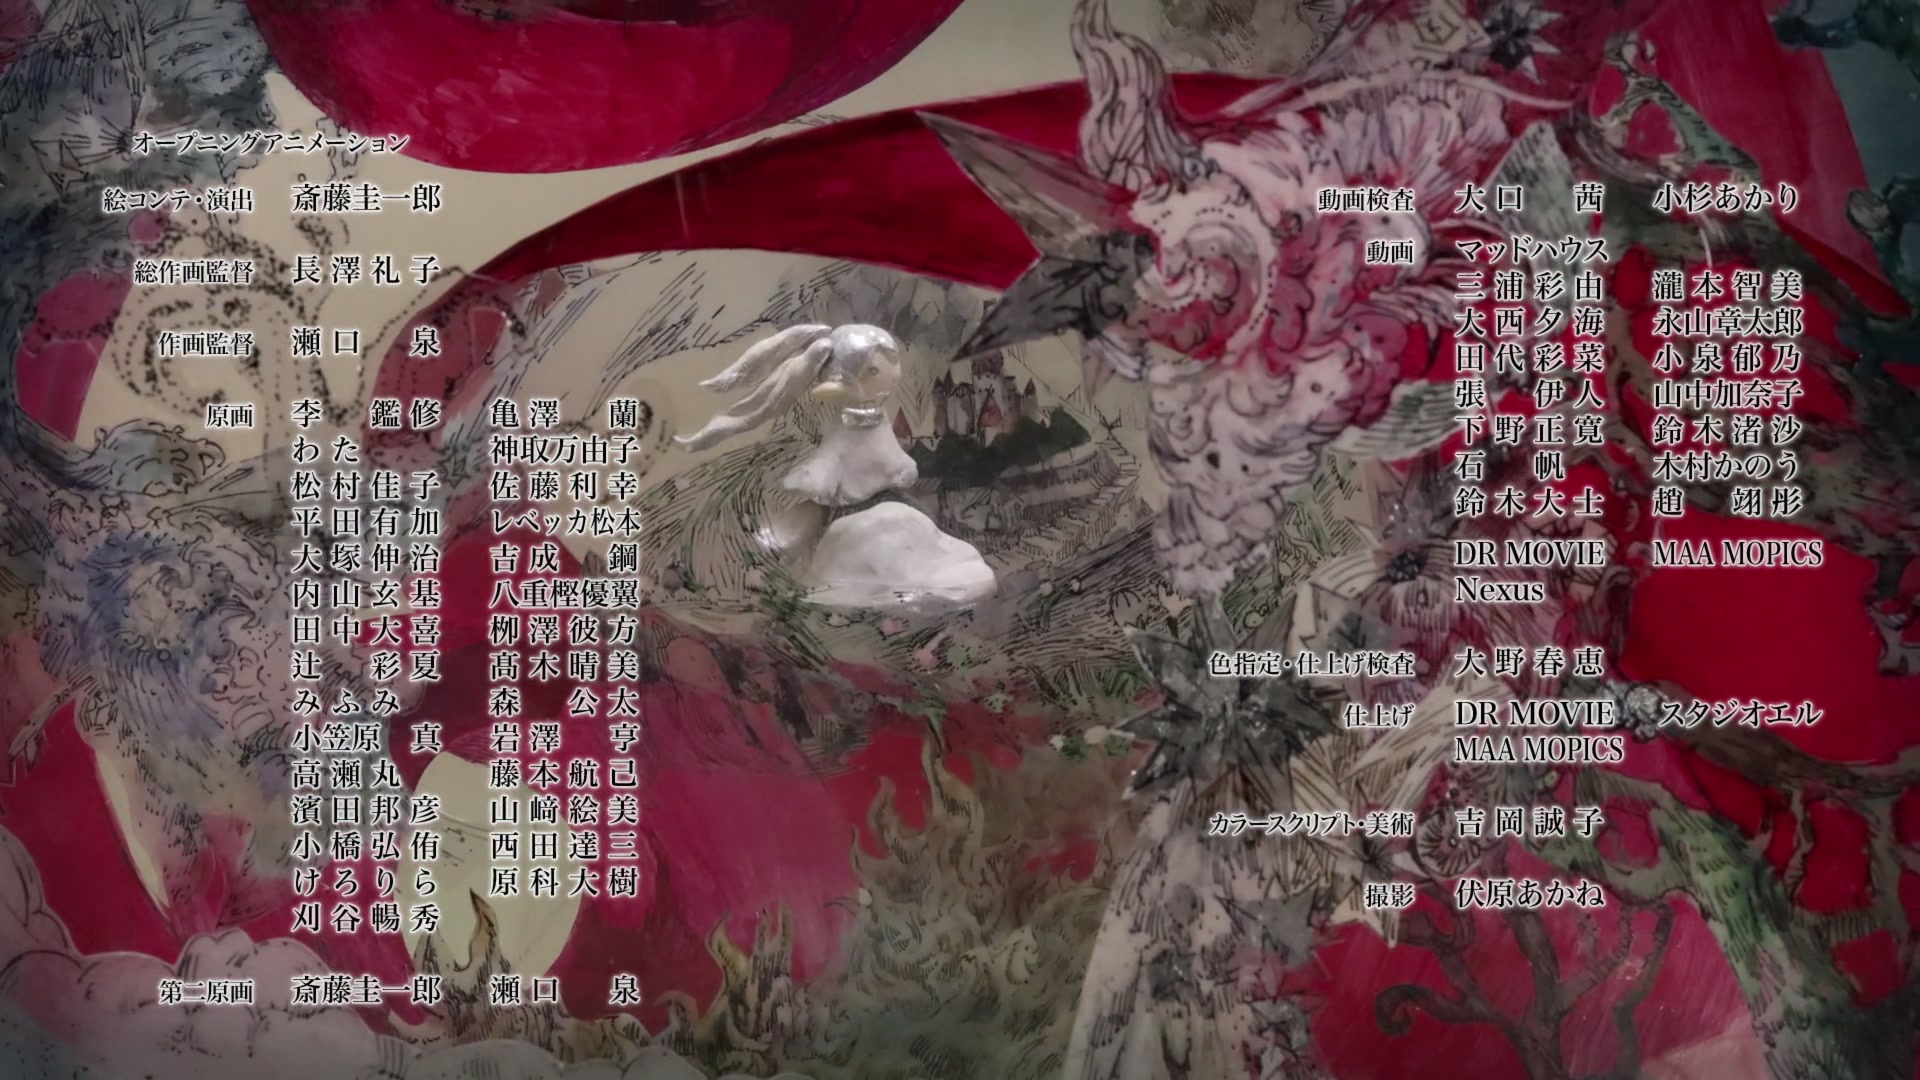 オープニングアニメーション
絵コンテ・演出 斎藤圭一郎
総作画監督 長澤礼子
作画監督 瀬口 泉
原画 李 鑑修 亀澤 蘭
わた 神取万由子
松村佳子 佐藤利幸
平田有加 レベッカ松本
大塚伸治 吉成 鋼
内山玄基 八重樫優翼
田中大喜 柳澤彼方
辻 彩夏 髙木晴美
みふみ 森 公太
小笠原 真 岩澤 亨
高瀬丸 藤本航己
濱田邦彦 山﨑絵美
小橋弘侑 西田達三
けろりら 原科大樹
刈谷暢秀
第二原画 斎藤圭一郎 瀬口 泉
動画検査 大口 茜 小杉あかり
動画 マッドハウス
三浦彩由 瀧本智美
大西夕海 永山章太郎
田代彩菜 小泉郁乃
張 伊人 山中加奈子
下野正寛 鈴木渚沙
石 帆 木村かのう
鈴木大士 趙 翊彤
DR MOVIE MAA MOPICS
Nexus
色指定・仕上げ検査 大野春恵
仕上げ DR MOVIE スタジオエル
MAA MOPICS
カラースクリプト・美術 吉岡誠子
撮影 伏原あかね